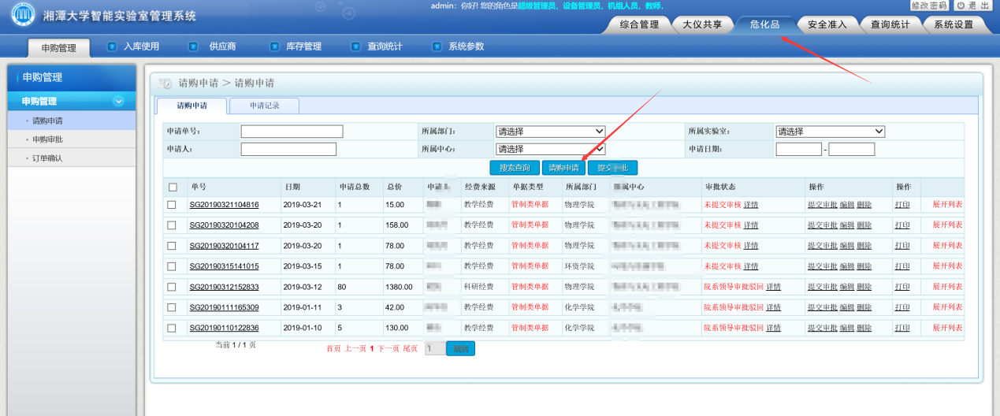 湘潭大学智能实验室管理系统
admin：你好! 您的角色是超级管理员，设备管理员，机组人员，教师，
修改密码 退 出
综合管理 大仪共享 危化品 安全准入 查询统计 系统设置
申购管理 入库使用 供应商 库存管理 查询统计 系统参数
申购管理
申购管理
请购申请
申购审批
订单确认
请购申请 > 请购申请
请购申请 申请记录
申请单号： 所属部门： 请选择 所属实验室： 请选择
申请人： 所属中心： 请选择 申请日期： -
搜索查询 请购申请 提交 批
单号 日期 申请总数 总价 申请 经费来源 单据类型 所属部门 属中心 审批状态 操作 操作
SG20190321104816 2019-03-21 1 15.00 教学经费 管制类单据 物理学院 未提交审核 详情 提交审批 编辑 删除 打印 展开列表
SG20190320104208 2019-03-20 1 158.00 教学经费 管制类单据 物理学院 未提交审核 详情 提交审批 编辑 删除 打印 展开列表
SG20190320104117 2019-03-20 1 78.00 教学经费 管制类单据 物理学院 未提交审核 详情 提交审批 编辑 删除 打印 展开列表
SG20190315141015 2019-03-15 1 78.00 教学经费 管制类单据 环资学院 未提交审核 详情 提交审批 编辑 删除 打印 展开列表
SG20190312152833 2019-03-12 80 1380.00 科研经费 管制类单据 物理学院 院系领导审批驳回 详情 提交审批 编辑 删除 打印 展开列表
SG20190111165309 2019-01-11 3 42.00 教学经费 管制类单据 化学学院 院系领导审批驳回 详情 提交审批 编辑 删除 打印 展开列表
SG20190110122836 2019-01-10 5 130.00 教学经费 管制类单据 化学学院 院系领导审批驳回 详情 提交审批 编辑 删除 打印 展开列表
当前 1 / 1 页 首页 上一页 1 下一页 尾页 1 跳转